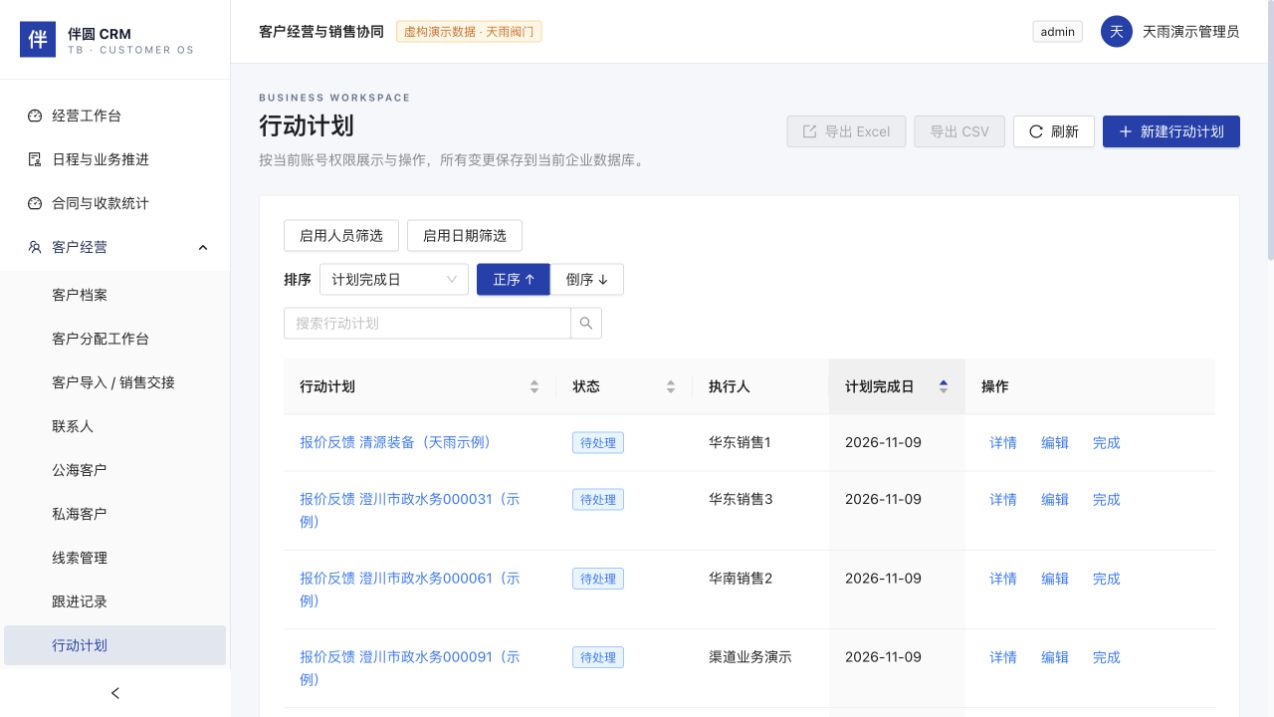 伴
伴圆 CRM
TB · CUSTOMER OS
客户经营与销售协同
虚构演示数据 · 天雨阀门
admin
天
天雨演示管理员
经营工作台
日程与业务推进
合同与收款统计
客户经营
客户档案
客户分配工作台
客户导入 / 销售交接
联系人
公海客户
私海客户
线索管理
跟进记录
行动计划
BUSINESS WORKSPACE
行动计划
按当前账号权限展示与操作，所有变更保存到当前企业数据库。
导出 Excel
导出 CSV
刷新
新建行动计划
启用人员筛选
启用日期筛选
排序
计划完成日
正序 ↑
倒序 ↓
搜索行动计划
行动计划 状态 执行人 计划完成日 操作
报价反馈 清源装备（天雨示例） 待处理 华东销售1 2026-11-09 详情 编辑 完成
报价反馈 澄川市政水务000031（示
例） 待处理 华东销售3 2026-11-09 详情 编辑 完成
报价反馈 澄川市政水务000061（示
例） 待处理 华南销售2 2026-11-09 详情 编辑 完成
报价反馈 澄川市政水务000091（示
例） 待处理 渠道业务演示 2026-11-09 详情 编辑 完成